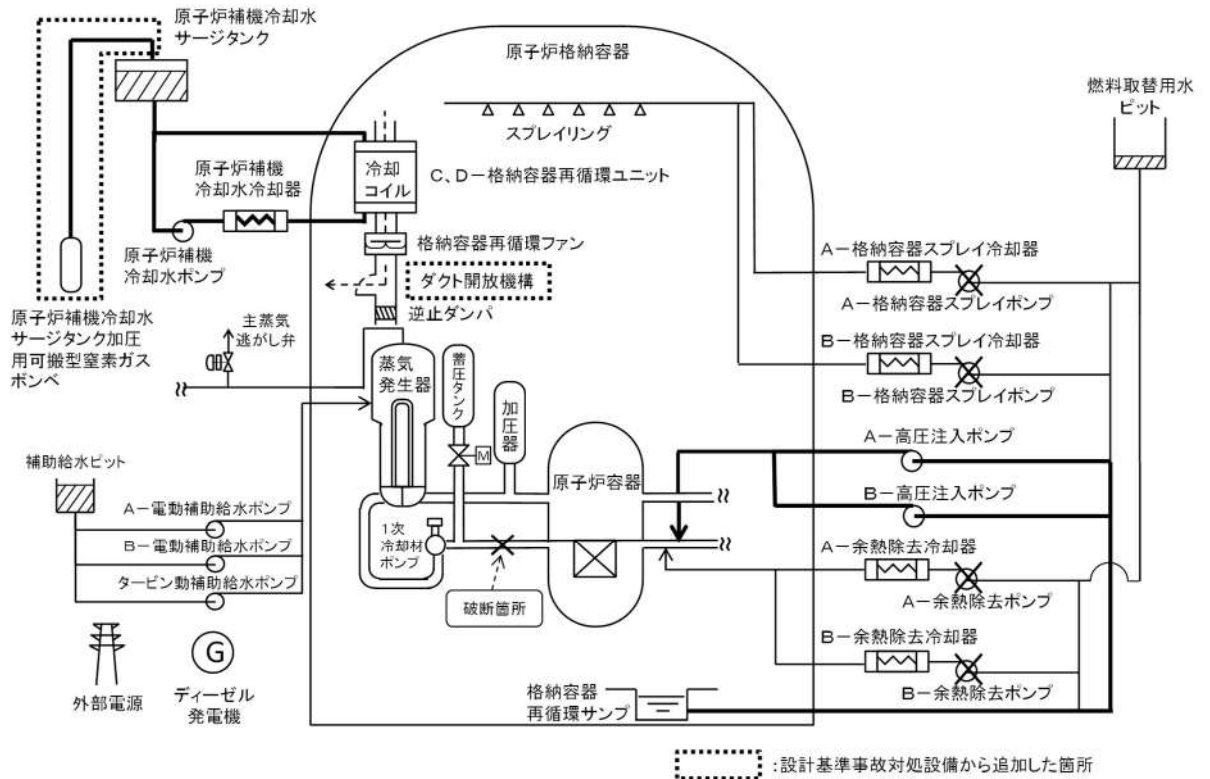 原子炉補機冷却水
サージタンク
原子炉格納容器
燃料取替用水
ピット
スプレイリング
原子炉補機
冷却水冷却器
冷却
コイル
C、D－格納容器再循環ユニット
原子炉補機
冷却水ポンプ
格納容器再循環ファン
ダクト開放機構
逆止ダンパ
A－格納容器スプレイ冷却器
A－格納容器スプレイポンプ
B－格納容器スプレイ冷却器
B－格納容器スプレイポンプ
原子炉補機冷却水
サージタンク加圧
用可搬型窒素ガス
ボンベ
主蒸気
逃がし弁
蒸気
発生器
蓄圧タンク
加圧器
M
原子炉容器
A－高圧注入ポンプ
B－高圧注入ポンプ
補助給水ピット
A－電動補助給水ポンプ
B－電動補助給水ポンプ
タービン動補助給水ポンプ
1次
冷却材
ポンプ
破断箇所
A－余熱除去冷却器
A－余熱除去ポンプ
B－余熱除去冷却器
B－余熱除去ポンプ
外部電源
G
ディーゼル
発電機
格納容器
再循環サンプ
：設計基準事故対処設備から追加した箇所